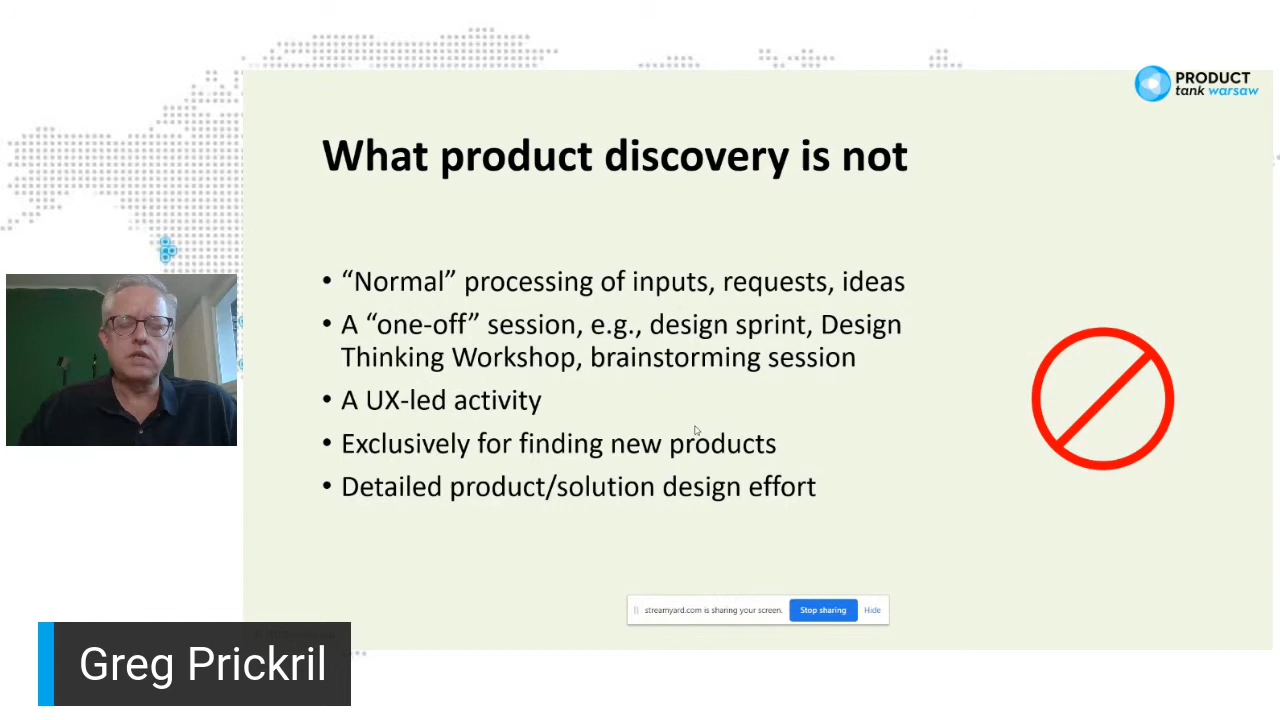 PRODUCT
tank warsaw
What product discovery is not
• “Normal” processing of inputs, requests, ideas
• A “one-off” session, e.g., design sprint, Design
Thinking Workshop, brainstorming session
• A UX-led activity
• Exclusively for finding new products
• Detailed product/solution design effort
streamyard.com is sharing your screen.
Stop sharing
Hide
Greg Prickril